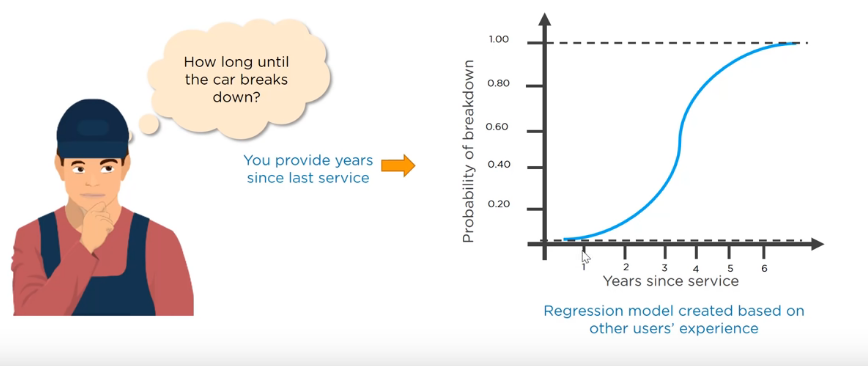 How long until
the car breaks
down?
You provide years
since last service
Probability of breakdown
1.00
0.80
0.60
0.40
0.20
1 2 3 4 5 6
Years since service
Regression model created based on
other users' experience